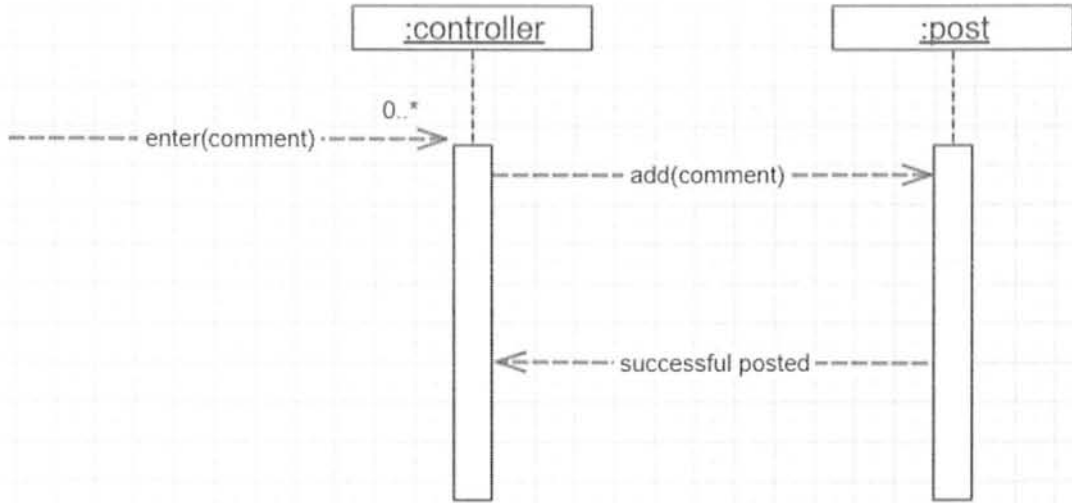 :controller
:post
0..*
enter(comment)
add(comment)
successful posted